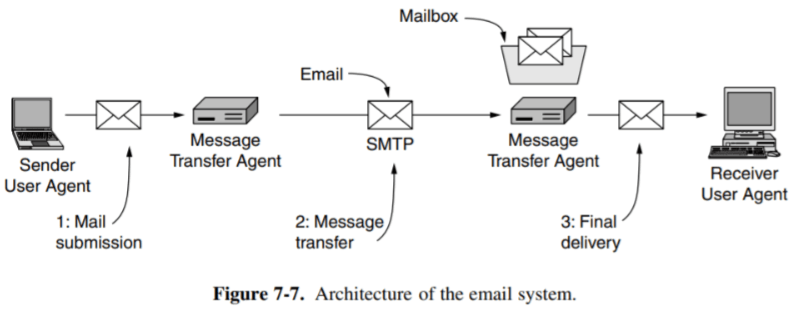 Mailbox
Email
SMTP
Sender
User Agent
Message
Transfer Agent
Message
Transfer Agent
Receiver
User Agent
1: Mail
submission
2: Message
transfer
3: Final
delivery
Figure 7-7. Architecture of the email system.